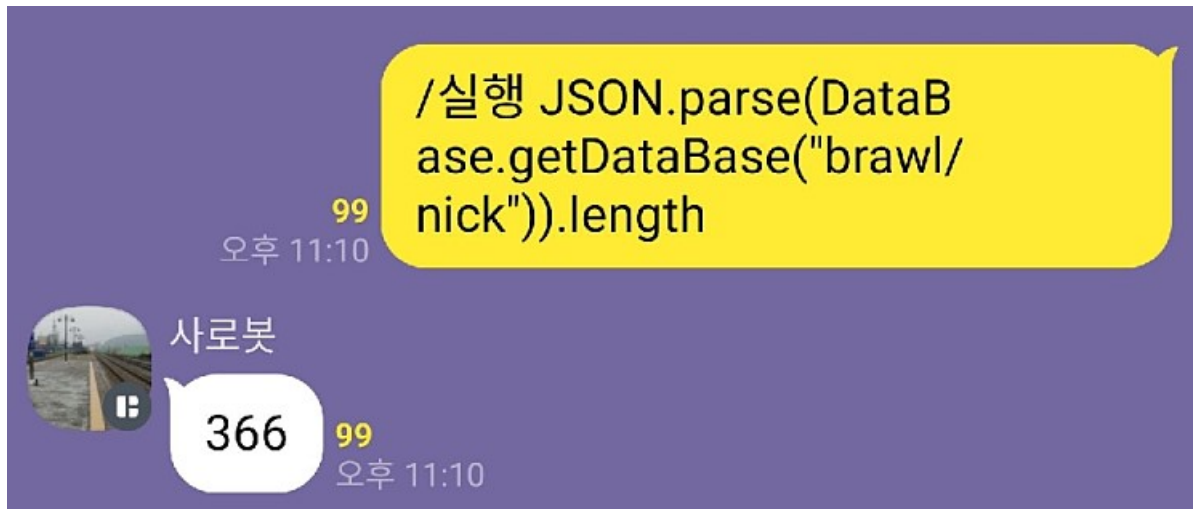 /실행 JSON.parse(DataB
ase.getDataBase("brawl/
nick")).length
99
오후 11:10
사로봇
366
99
오후 11:10